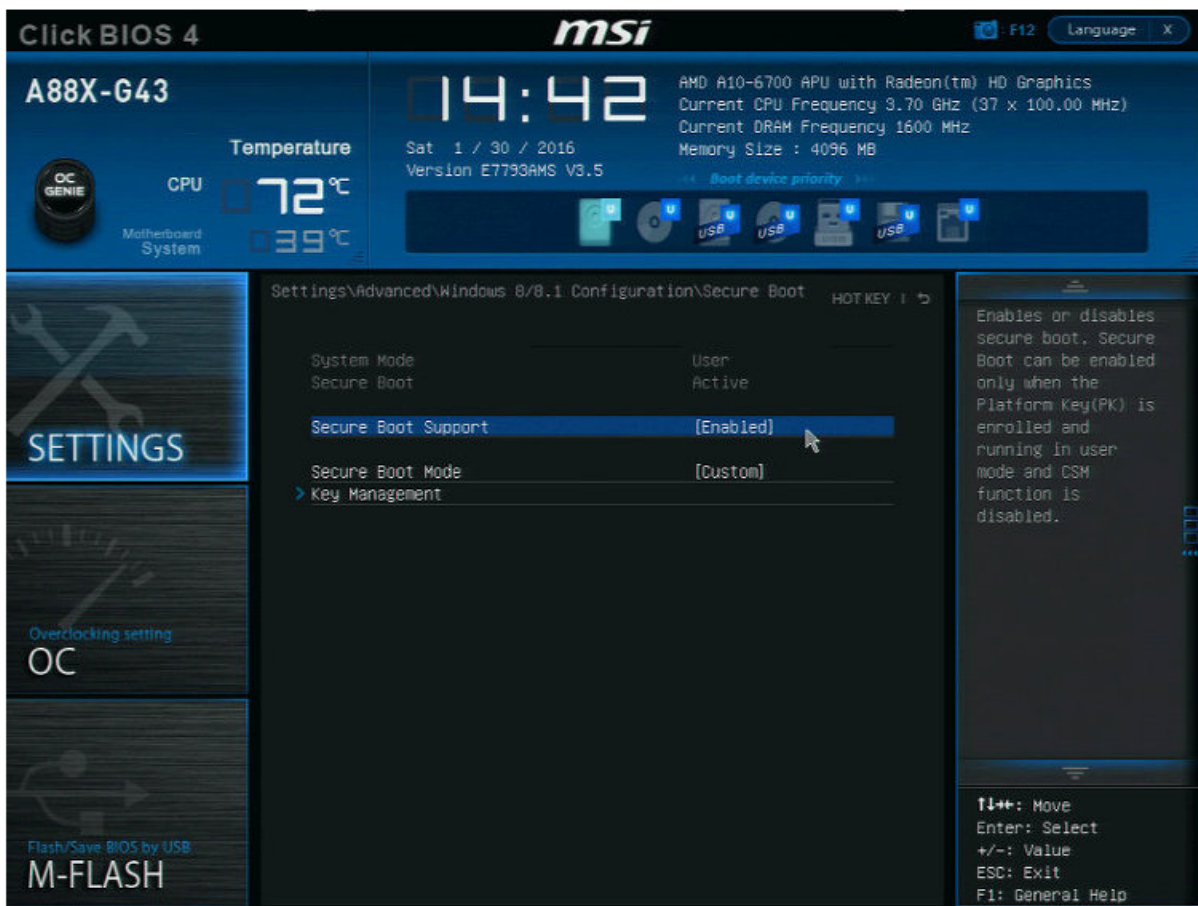 Click BIOS 4
msi
: F12
Language X
A88X-G43
14:42
AMD A10-6700 APU with Radeon(tm) HD Graphics
Current CPU Frequency 3.70 GHz (37 x 100.00 MHz)
Current DRAM Frequency 1600 MHz
Memory Size : 4096 MB
Temperature
Sat 1 / 30 / 2016
Version E7793AMS V3.5
Boot device priority
OC
GENIE
CPU 72°C
Motherboard
System 39°C
U U U U U U U
USB USB USB USB
Settings\Advanced\Windows 8/8.1 Configuration\Secure Boot
HOT KEY
System Mode User
Secure Boot Active
Secure Boot Support [Enabled]
Secure Boot Mode [Custom]
> Key Management
SETTINGS
Overclocking setting
OC
Flash/Save BIOS by USB
M-FLASH
Enables or disables
secure boot. Secure
Boot can be enabled
only when the
Platform Key(PK) is
enrolled and
running in user
mode and CSM
function is
disabled.
↑↓→←: Move
Enter: Select
+/-: Value
ESC: Exit
F1: General Help